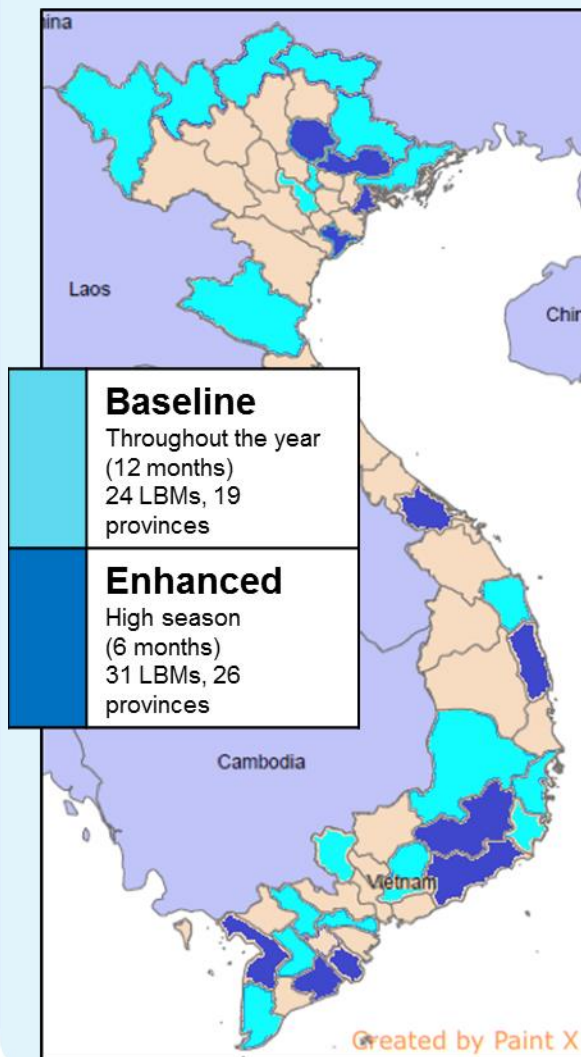 ina
Laos
Chin
Baseline
Throughout the year
(12 months)
24 LBMs, 19
provinces
Enhanced
High season
(6 months)
31 LBMs, 26
provinces
Cambodia
Vietnam
Created by Paint X